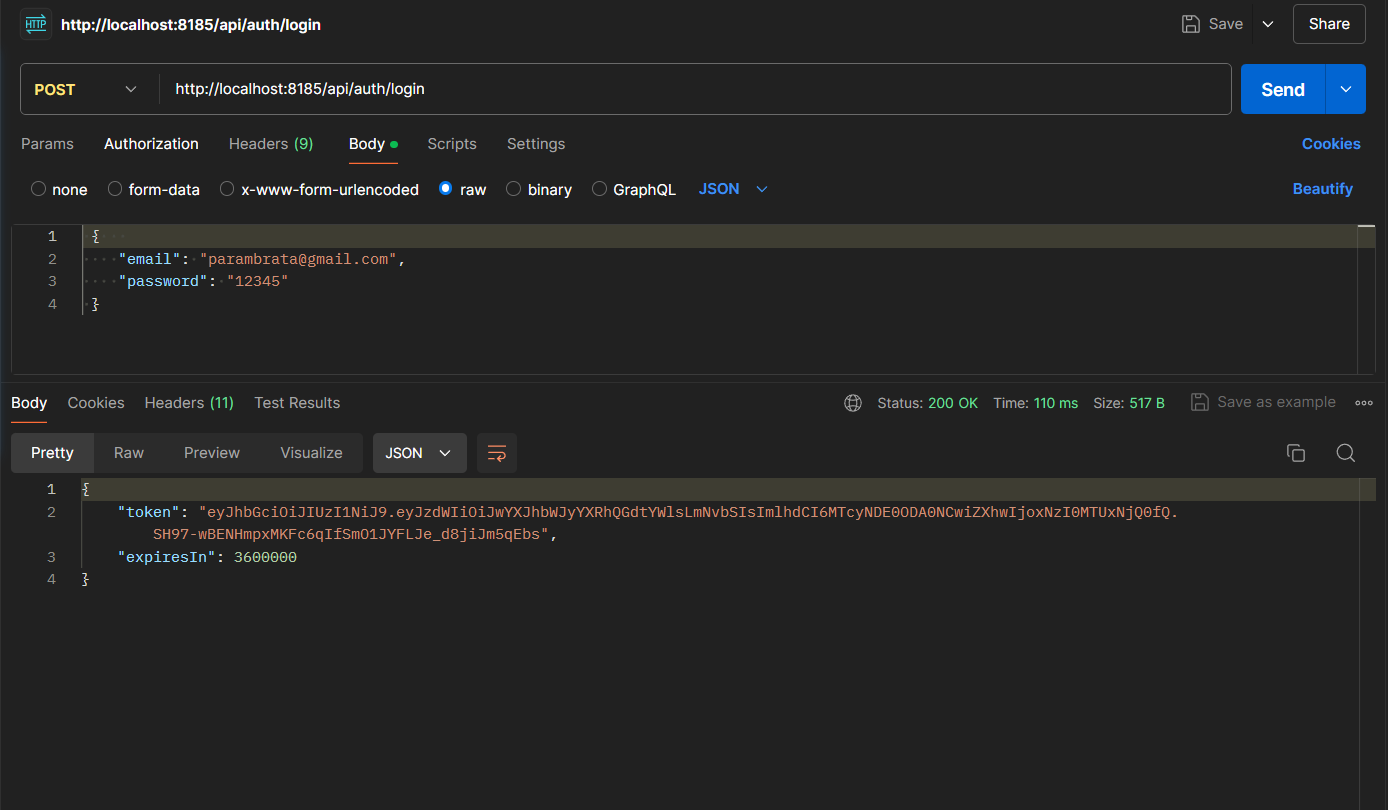 HTTP http://localhost:8185/api/auth/login Save Share
POST http://localhost:8185/api/auth/login Send
Params Authorization Headers (9) Body Scripts Settings Cookies
none form-data x-www-form-urlencoded raw binary GraphQL JSON Beautify
1 {
2 "email": "parambrata@gmail.com",
3 "password": "12345"
4 }
Body Cookies Headers (11) Test Results Status: 200 OK Time: 110 ms Size: 517 B Save as example
Pretty Raw Preview Visualize JSON
1 {
2 "token": "eyJhbGciOiJIUzI1NiJ9.eyJzdWIiOiJwYXJhbWJyYXRhQGdtYWlsLmNvbSIsImlhdCI6MTcyNDE0ODA0NCwiZXhwIjoxNzI0MTUxNjQ0fQ.
SH97-wBENHmpxMKFc6qIfSmO1JYFLJe_d8jiJm5qEbs",
3 "expiresIn": 3600000
4 }